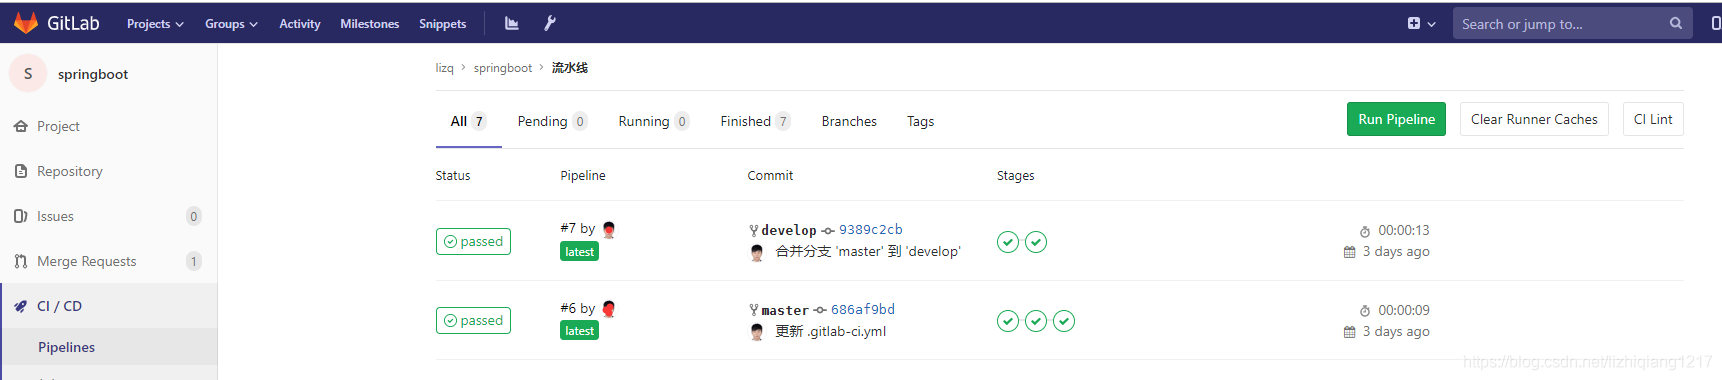 GitLab Projects Groups Activity Milestones Snippets Search or jump to...
S springboot
lizq > springboot > 流水线
Project
Repository
Issues 0
Merge Requests 1
CI / CD
Pipelines
All 7 Pending 0 Running 0 Finished 7 Branches Tags Run Pipeline Clear Runner Caches CI Lint
Status Pipeline Commit Stages
passed #7 by latest develop 9389c2cb 00:00:13
合并分支 'master' 到 'develop' 3 days ago
passed #6 by latest master 686af9bd 00:00:09
更新 .gitlab-ci.yml 3 days ago
https://blog.csdn.net/lizhiqiang1217